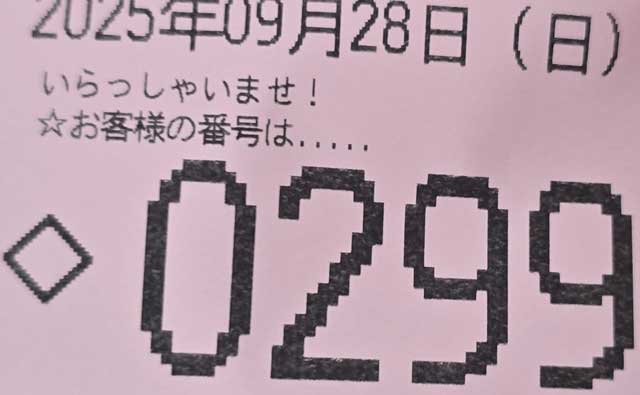 2025年09月28日（日）
いらっしゃいませ！
☆お客様の番号は.....
◇0299